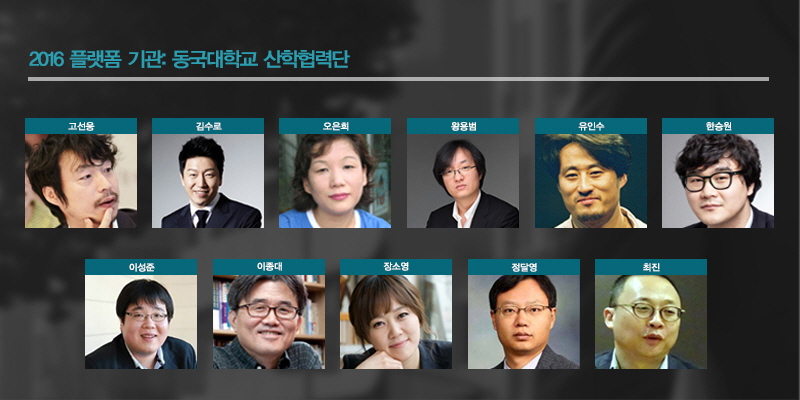 2016 플랫폼 기관: 동국대학교 산학협력단
고선웅 김수로 오은희 왕용범 유인수 한승원
이성준 이종대 장소영 정달영 최진